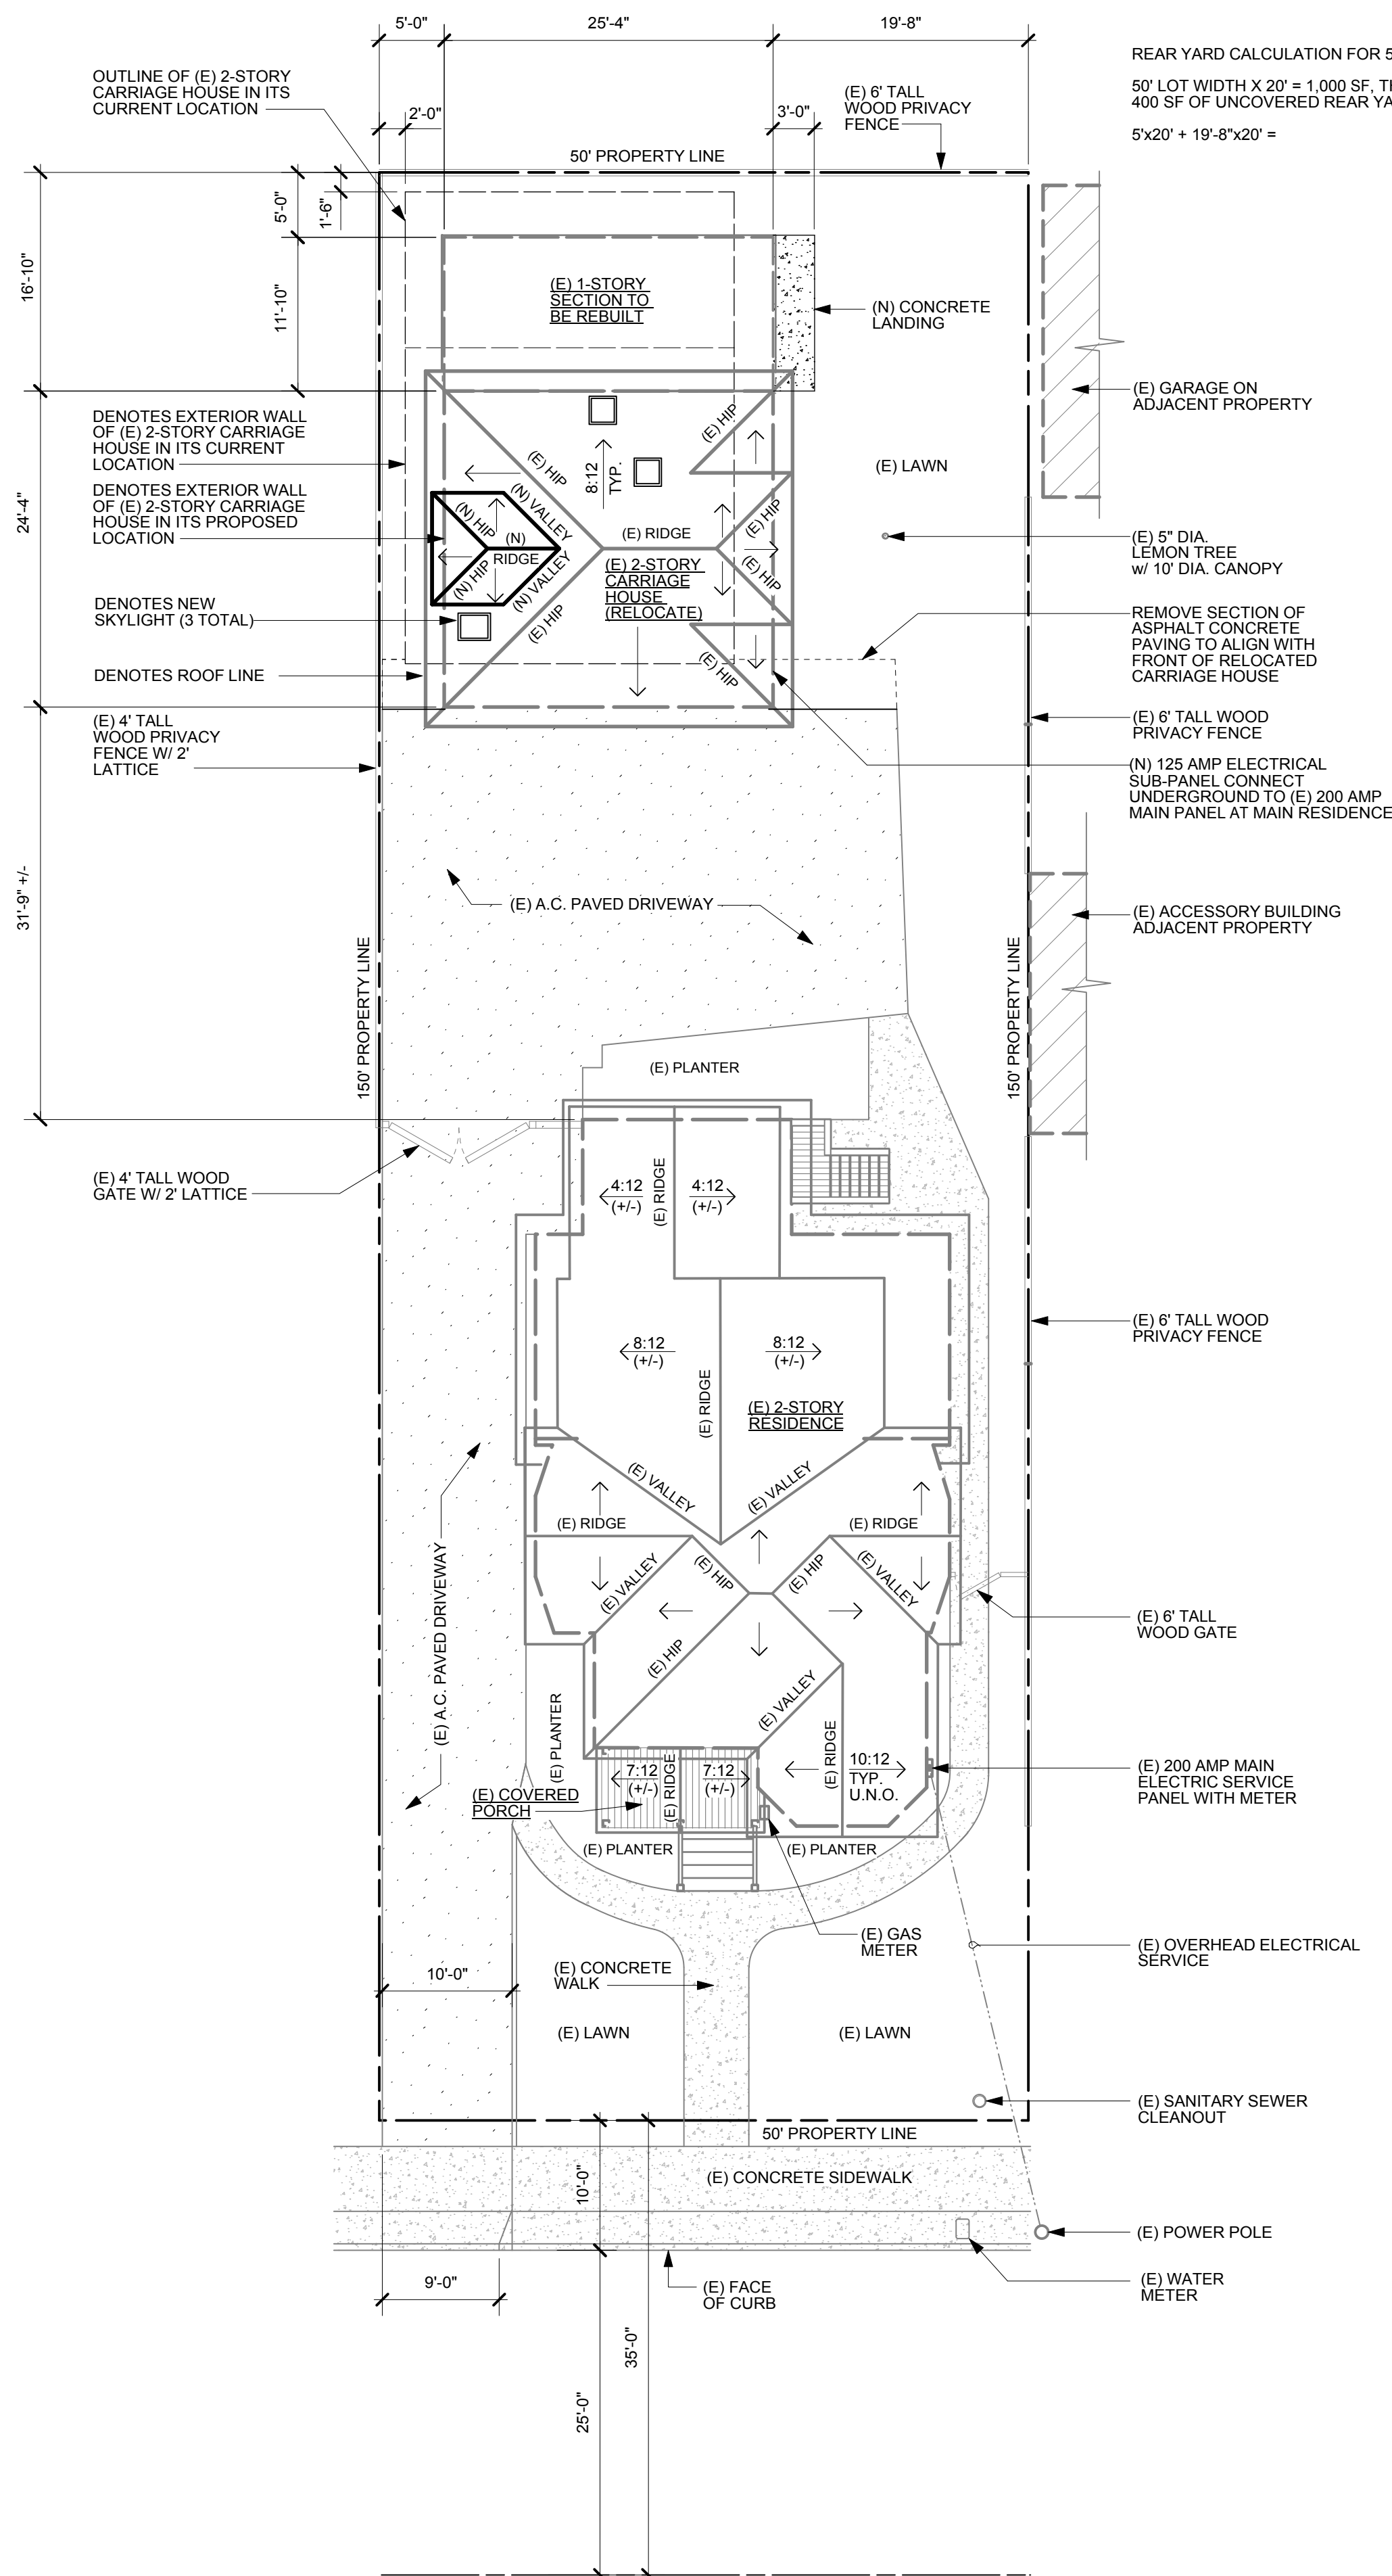 5'-0"
25'-4"
19'-8"
REAR YARD CALCULATION FOR 5
50' LOT WIDTH X 20' = 1,000 SF, TH
400 SF OF UNCOVERED REAR YA
5'x20' + 19'-8"x20' =
OUTLINE OF (E) 2-STORY
CARRIAGE HOUSE IN ITS
CURRENT LOCATION
2'-0"
(E) 6' TALL
WOOD PRIVACY
FENCE
3'-0"
50' PROPERTY LINE
5'-0"
1'-6"
16'-10"
11'-10"
(E) 1-STORY
SECTION TO
BE REBUILT
(N) CONCRETE
LANDING
(E) GARAGE ON
ADJACENT PROPERTY
DENOTES EXTERIOR WALL
OF (E) 2-STORY CARRIAGE
HOUSE IN ITS CURRENT
LOCATION
DENOTES EXTERIOR WALL
OF (E) 2-STORY CARRIAGE
HOUSE IN ITS PROPOSED
LOCATION
24'-4"
(E) HIP
8:12
TYP.
(E) HIP
(E) LAWN
(N) VALLEY
(N) HIP
(N)
RIDGE
(N) HIP
(N) VALLEY
(E) HIP
(E) RIDGE
(E) HIP
(E) HIP
(E) 2-STORY
CARRIAGE
HOUSE
(RELOCATE)
(E) HIP
(E) 5" DIA.
LEMON TREE
w/ 10' DIA. CANOPY
DENOTES NEW
SKYLIGHT (3 TOTAL)
REMOVE SECTION OF
ASPHALT CONCRETE
PAVING TO ALIGN WITH
FRONT OF RELOCATED
CARRIAGE HOUSE
DENOTES ROOF LINE
(E) 4' TALL
WOOD PRIVACY
FENCE W/ 2'
LATTICE
(E) 6' TALL WOOD
PRIVACY FENCE
(N) 125 AMP ELECTRICAL
SUB-PANEL CONNECT
UNDERGROUND TO (E) 200 AMP
MAIN PANEL AT MAIN RESIDENCE
31'-9" +/-
(E) A.C. PAVED DRIVEWAY
(E) ACCESSORY BUILDING
ADJACENT PROPERTY
150' PROPERTY LINE
150' PROPERTY LINE
(E) PLANTER
(E) 4' TALL WOOD
GATE W/ 2' LATTICE
4:12
(+/-)
(E) RIDGE
4:12
(+/-)
8:12
(+/-)
(E) RIDGE
8:12
(+/-)
(E) 2-STORY
RESIDENCE
(E) 6' TALL WOOD
PRIVACY FENCE
(E) VALLEY
(E) VALLEY
(E) RIDGE
(E) RIDGE
(E) VALLEY
(E) HIP
(E) HIP
(E) VALLEY
(E) HIP
(E) VALLEY
(E) 6' TALL
WOOD GATE
(E) A.C. PAVED DRIVEWAY
(E) PLANTER
(E) COVERED
PORCH
7:12
(+/-)
(E) RIDGE
7:12
(+/-)
(E) RIDGE
10:12
TYP.
U.N.O.
(E) 200 AMP MAIN
ELECTRIC SERVICE
PANEL WITH METER
(E) PLANTER
(E) PLANTER
(E) GAS
METER
(E) OVERHEAD ELECTRICAL
SERVICE
10'-0"
(E) CONCRETE
WALK
(E) LAWN
(E) LAWN
(E) SANITARY SEWER
CLEANOUT
50' PROPERTY LINE
(E) CONCRETE SIDEWALK
10'-0"
(E) POWER POLE
9'-0"
(E) FACE
OF CURB
(E) WATER
METER
35'-0"
25'-0"